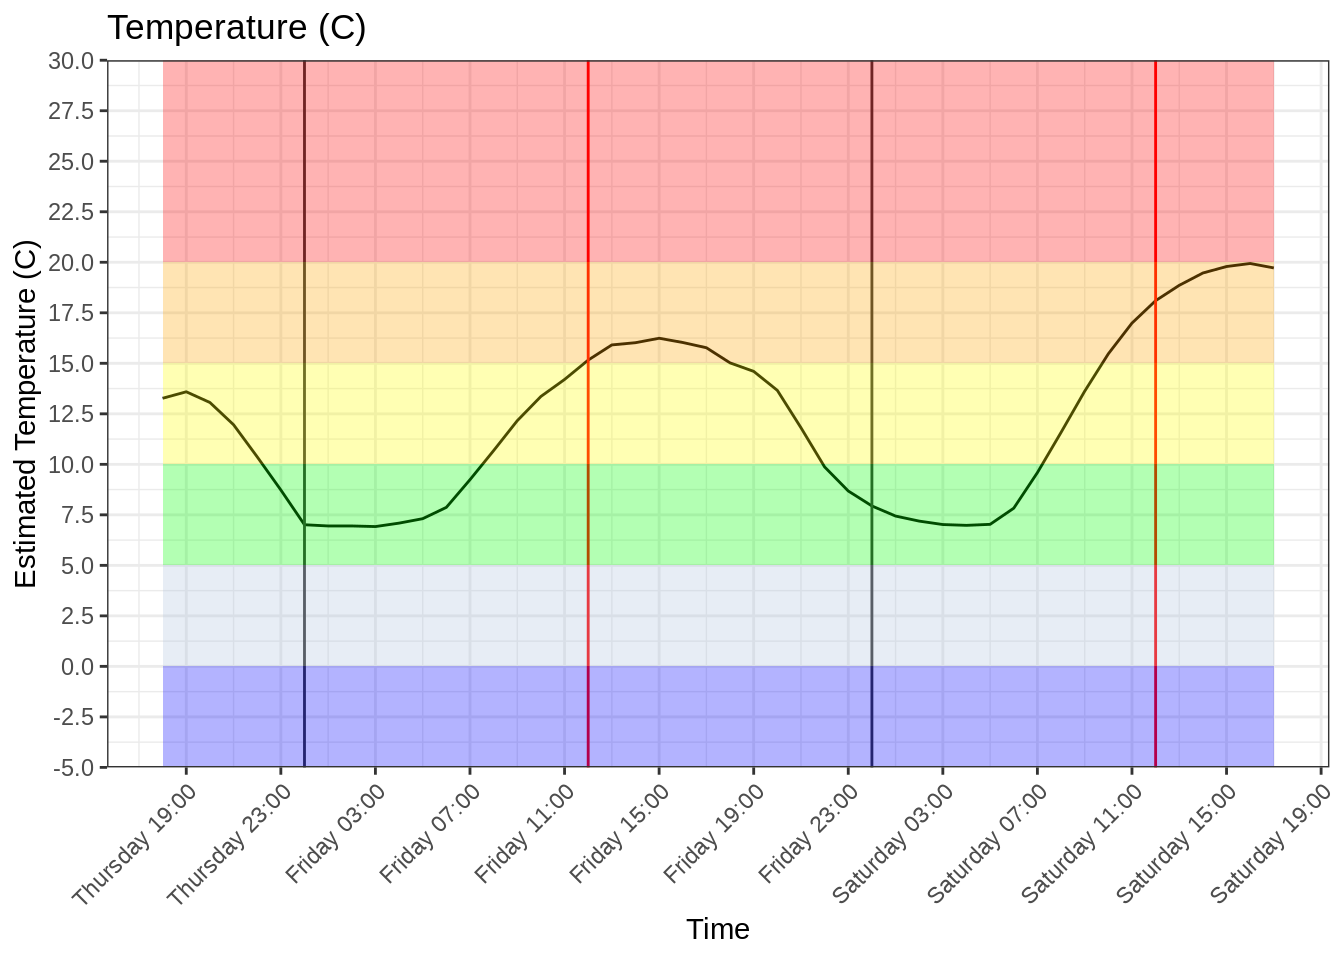 Temperature (C)
30.0
27.5
25.0
22.5
20.0
17.5
15.0
12.5
10.0
7.5
5.0
2.5
0.0
-2.5
-5.0
Estimated Temperature (C)
Thursday 19:00
Thursday 23:00
Friday 03:00
Friday 07:00
Friday 11:00
Friday 15:00
Friday 19:00
Friday 23:00
Saturday 03:00
Saturday 07:00
Saturday 11:00
Saturday 15:00
Saturday 19:00
Time